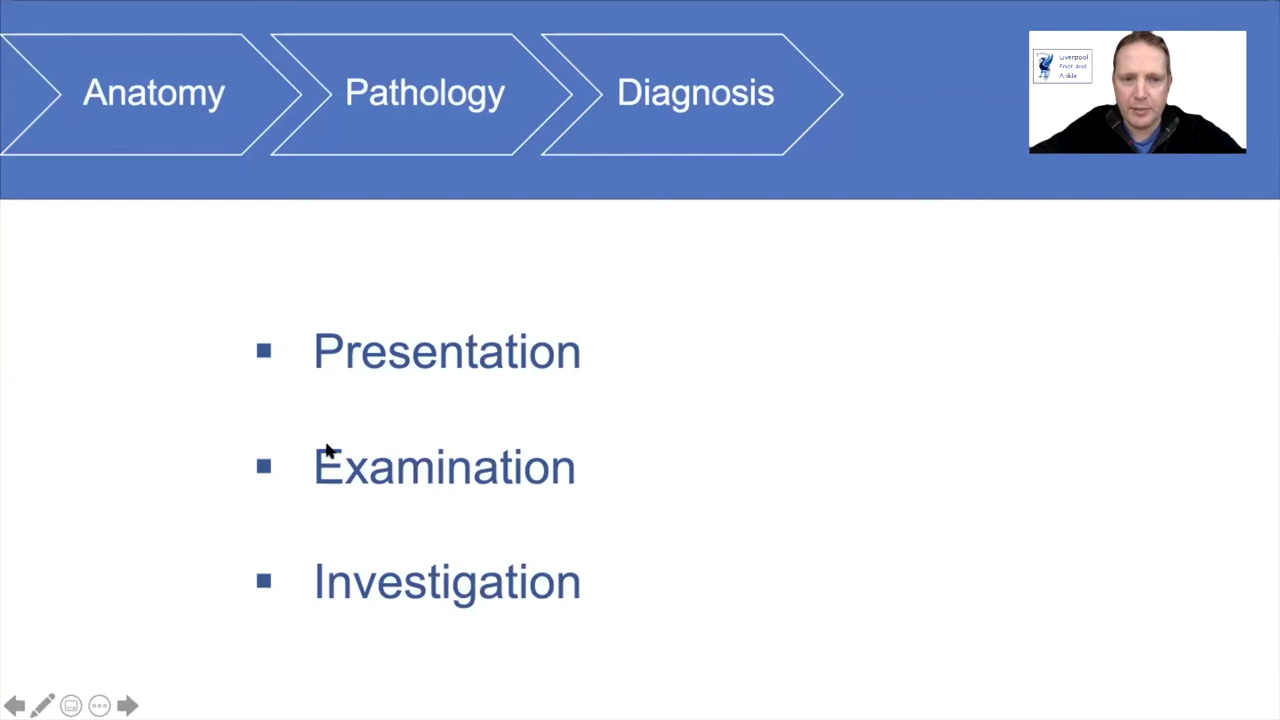 Anatomy
Pathology
Diagnosis
Liverpool
Foot and
Ankle
Presentation
Examination
Investigation